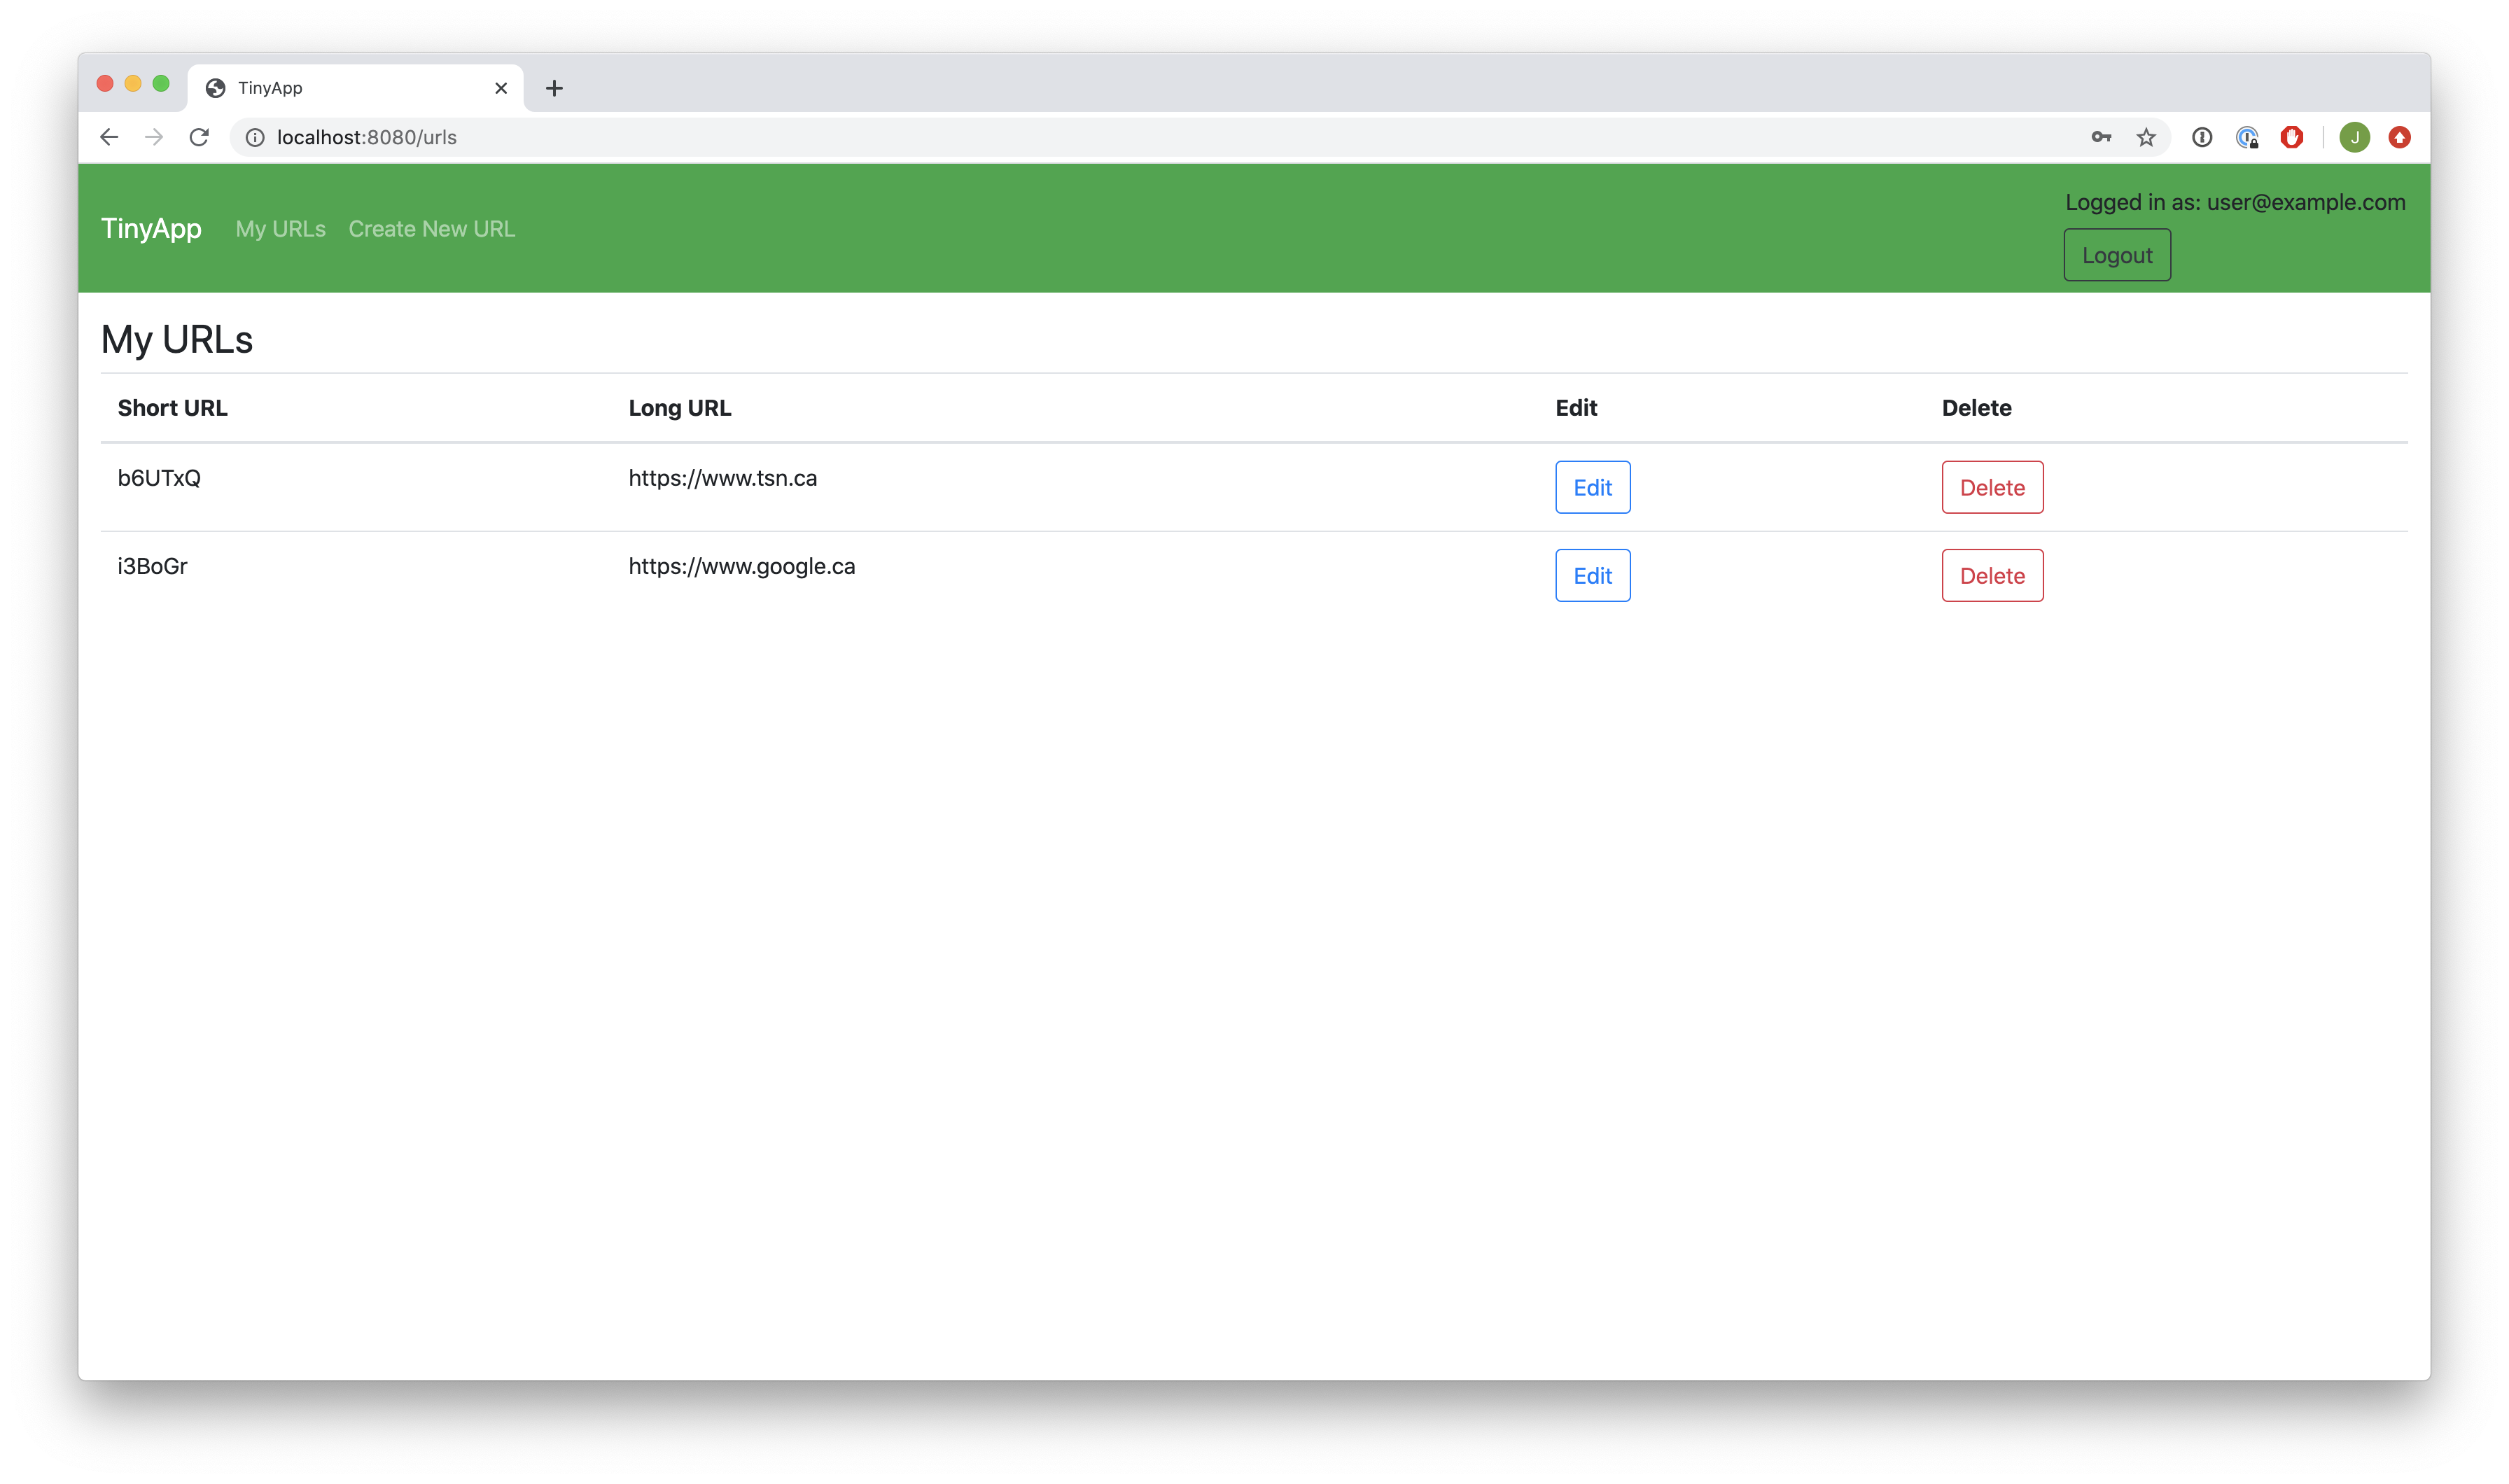 TinyApp
localhost:8080/urls
J
TinyApp My URLs Create New URL
Logged in as: user@example.com
Logout
My URLs
Short URL Long URL Edit Delete
b6UTxQ https://www.tsn.ca Edit Delete
i3BoGr https://www.google.ca Edit Delete